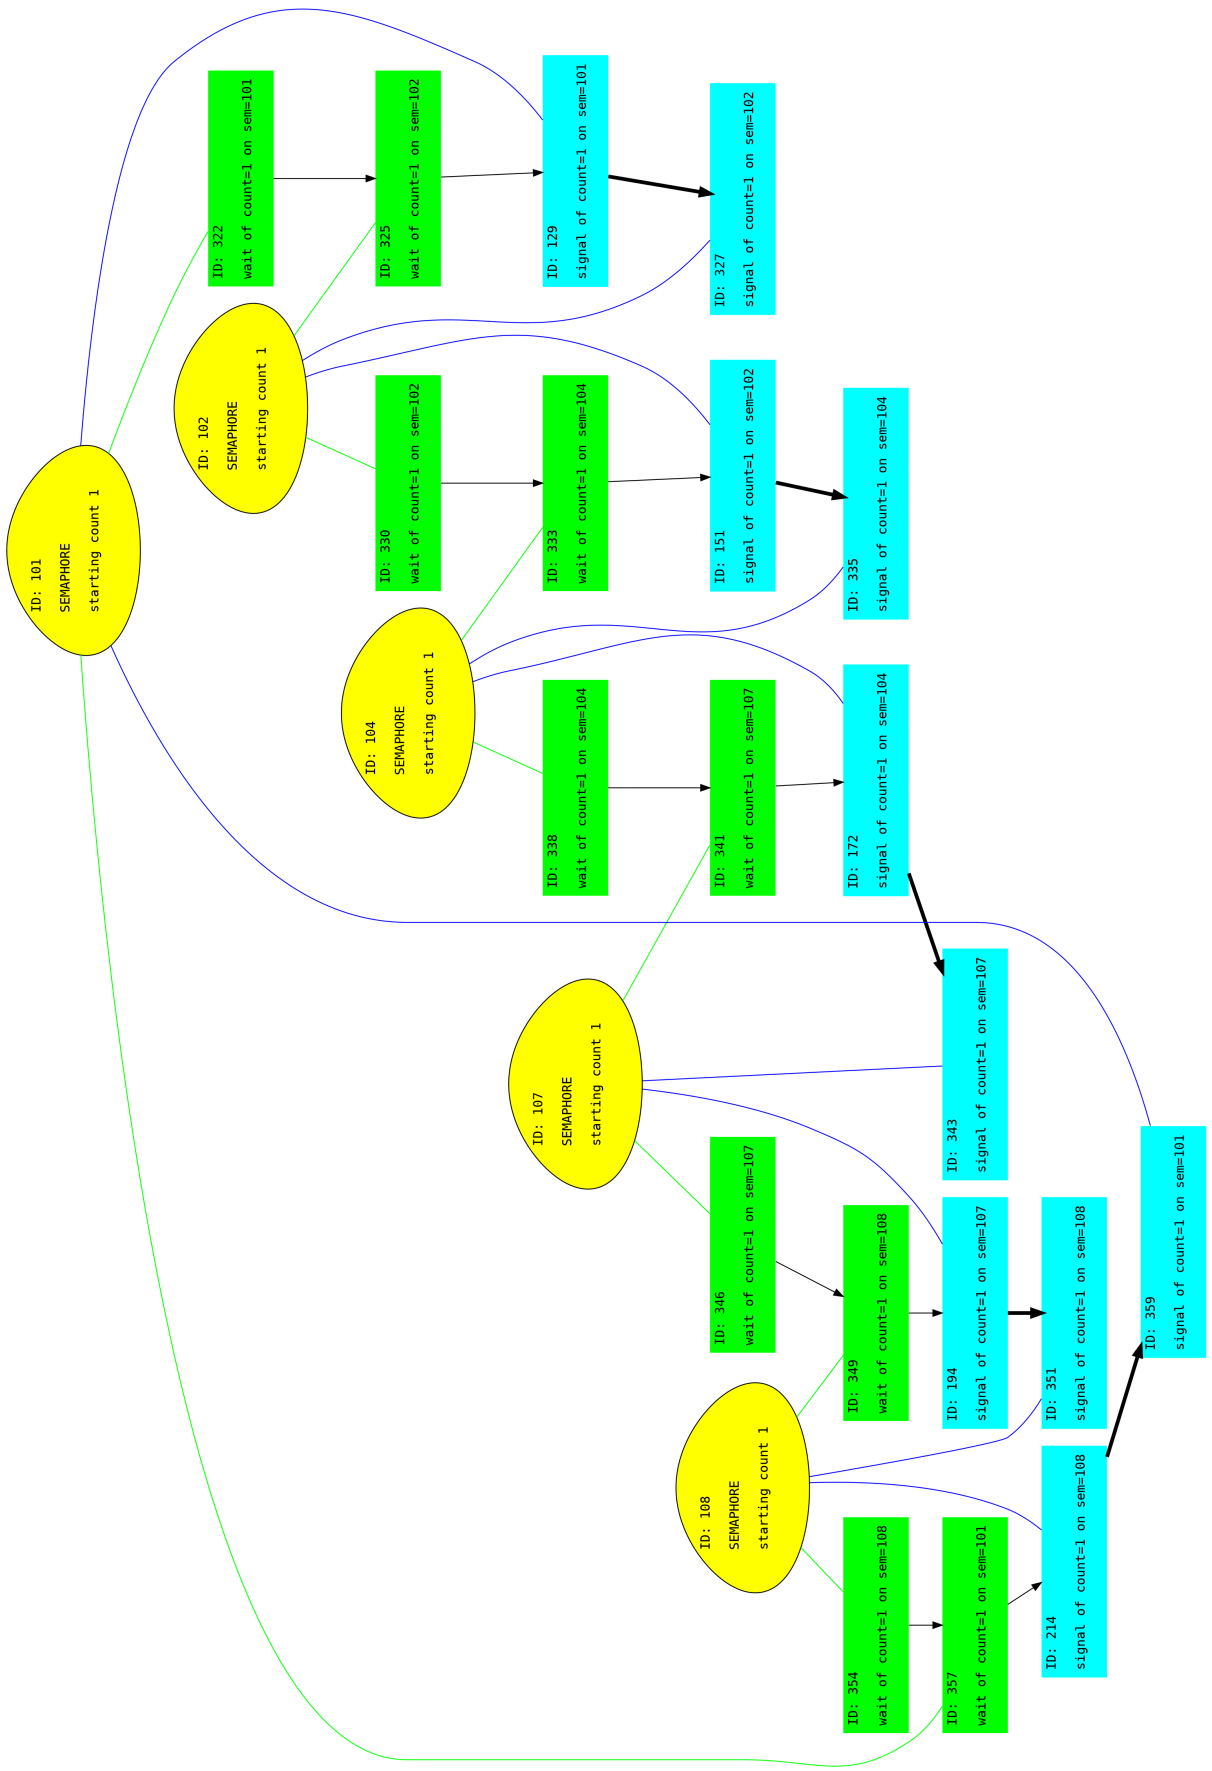 ID: 101
SEMAPHORE
starting count 1
ID: 322
wait of count=1 on sem=101
ID: 102
SEMAPHORE
starting count 1
ID: 325
wait of count=1 on sem=102
ID: 129
signal of count=1 on sem=101
ID: 327
signal of count=1 on sem=102
ID: 330
wait of count=1 on sem=102
ID: 104
SEMAPHORE
starting count 1
ID: 333
wait of count=1 on sem=104
ID: 151
signal of count=1 on sem=102
ID: 335
signal of count=1 on sem=104
ID: 338
wait of count=1 on sem=104
ID: 107
SEMAPHORE
starting count 1
ID: 341
wait of count=1 on sem=107
ID: 172
signal of count=1 on sem=104
ID: 343
signal of count=1 on sem=107
ID: 346
wait of count=1 on sem=107
ID: 108
SEMAPHORE
starting count 1
ID: 349
wait of count=1 on sem=108
ID: 194
signal of count=1 on sem=107
ID: 351
signal of count=1 on sem=108
ID: 354
wait of count=1 on sem=108
ID: 357
wait of count=1 on sem=101
ID: 214
signal of count=1 on sem=108
ID: 359
signal of count=1 on sem=101